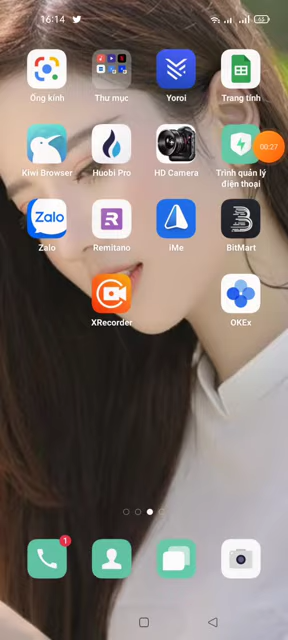 16:14
65
Ống kính
Thư mục
Yoroi
Trang tính
Kiwi Browser
Huobi Pro
HD Camera
Trình quản lý
điện thoại
00:27
Zalo
Zalo
Remitano
iMe
BitMart
XRecorder
OKEx
1